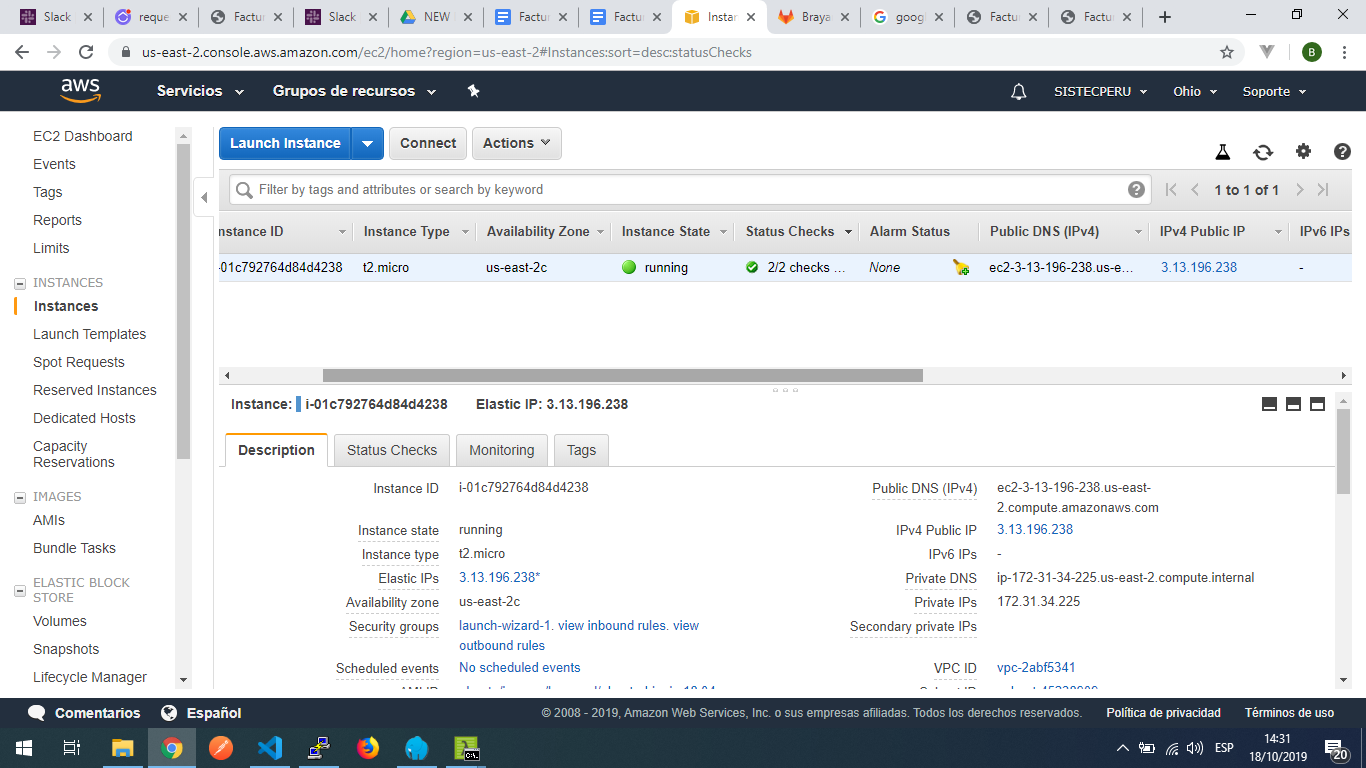 Slack
reque
Factur
Slack
NEW
Factur
Factur
Instar
Braya
goog
Factur
Factur
us-east-2.console.aws.amazon.com/ec2/home?region=us-east-2#Instances:sort=desc:statusChecks
B
aws
Servicios
Grupos de recursos
SISTECPERU
Ohio
Soporte
EC2 Dashboard
Events
Tags
Reports
Limits
INSTANCES
Instances
Launch Templates
Spot Requests
Reserved Instances
Dedicated Hosts
Capacity
Reservations
IMAGES
AMIs
Bundle Tasks
ELASTIC BLOCK
STORE
Volumes
Snapshots
Lifecycle Manager
Launch Instance
Connect
Actions
Filter by tags and attributes or search by keyword
1 to 1 of 1
nstance ID Instance Type Availability Zone Instance State Status Checks Alarm Status Public DNS (IPv4) IPv4 Public IP IPv6 IPs
-01c792764d84d4238 t2.micro us-east-2c running 2/2 checks ... None ec2-3-13-196-238.us-e... 3.13.196.238 -
Instance: i-01c792764d84d4238 Elastic IP: 3.13.196.238
Description
Status Checks
Monitoring
Tags
Instance ID i-01c792764d84d4238
Instance state running
Instance type t2.micro
Elastic IPs 3.13.196.238*
Availability zone us-east-2c
Security groups launch-wizard-1. view inbound rules. view
outbound rules
Scheduled events No scheduled events
Public DNS (IPv4) ec2-3-13-196-238.us-east-
2.compute.amazonaws.com
IPv4 Public IP 3.13.196.238
IPv6 IPs -
Private DNS ip-172-31-34-225.us-east-2.compute.internal
Private IPs 172.31.34.225
Secondary private IPs
VPC ID vpc-2abf5341
Comentarios
Español
© 2008 - 2019, Amazon Web Services, Inc. o sus empresas afiliadas. Todos los derechos reservados.
Política de privacidad
Términos de uso
ESP
14:31
18/10/2019
20